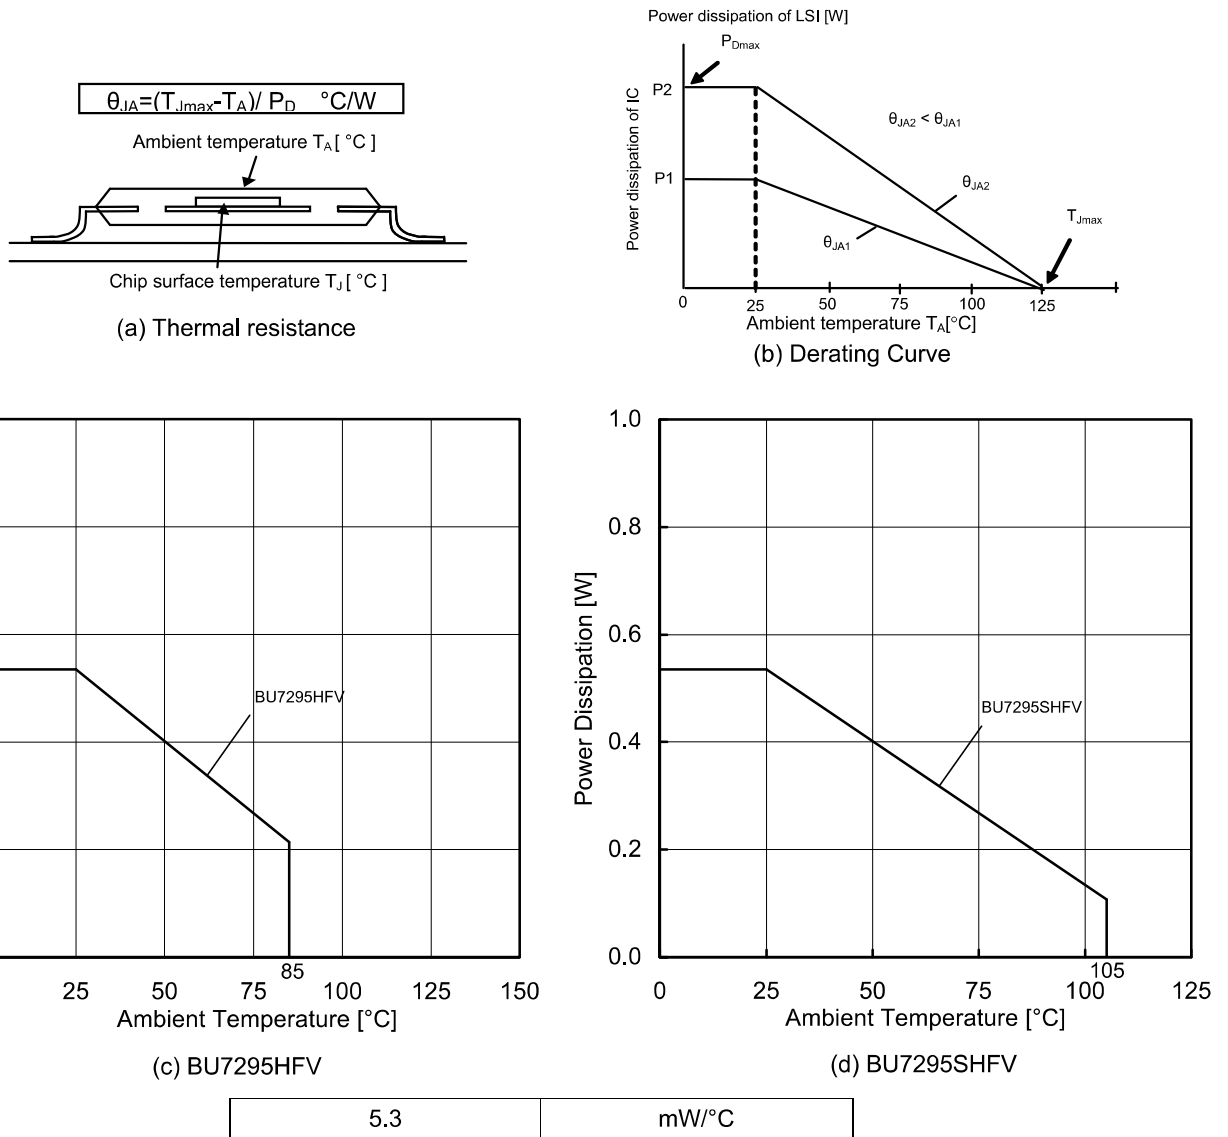 θJA=(TJmax-TA)/ PD °C/W
Ambient temperature TA[ °C ]
Chip surface temperature TJ[ °C ]
(a) Thermal resistance
Power dissipation of LSI [W]
PDmax
P2
θJA2 < θJA1
Power dissipation of IC
P1
θJA2
TJmax
θJA1
0 25 50 75 100 125
Ambient temperature TA[°C]
(b) Derating Curve
BU7295HFV
85
25 50 75 100 125 150
Ambient Temperature [°C]
(c) BU7295HFV
1.0
0.8
0.6
0.4
0.2
0.0
Power Dissipation [W]
BU7295SHFV
105
0 25 50 75 100 125
Ambient Temperature [°C]
(d) BU7295SHFV
5.3 mW/°C